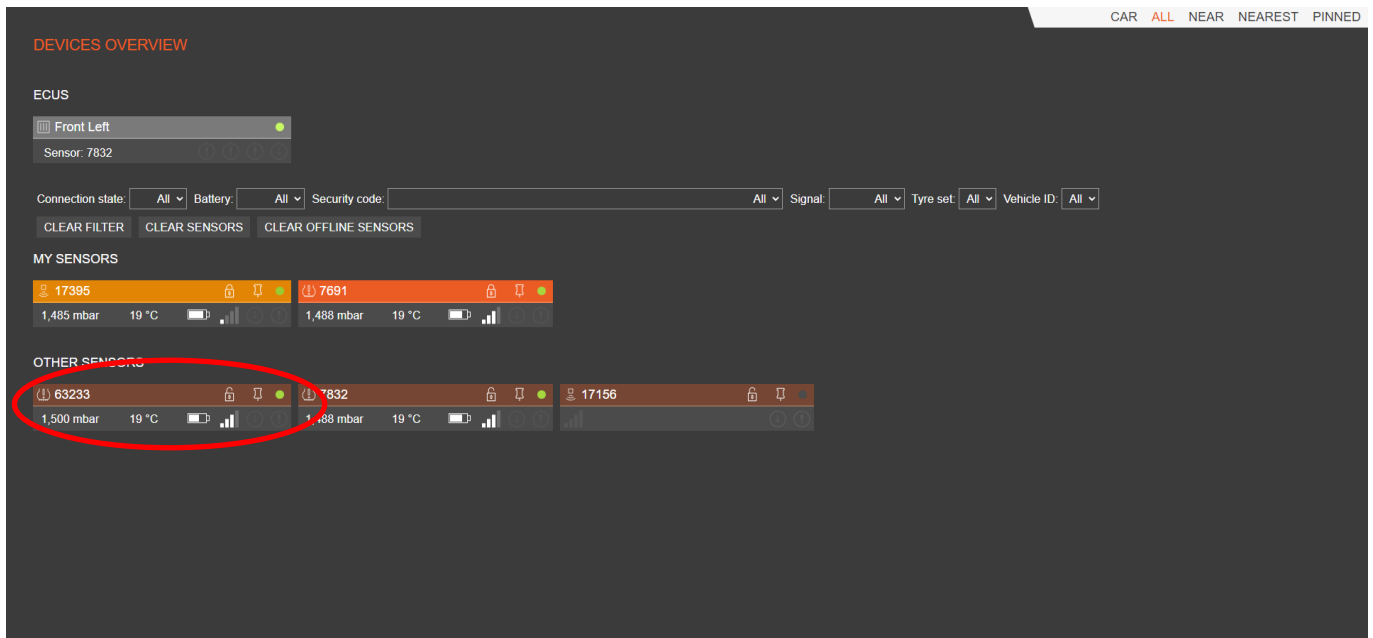 CAR ALL NEAR NEAREST PINNED
DEVICES OVERVIEW
ECUS
Front Left
Sensor: 7832
Connection state: All Battery: All Security code: All Signal: All Tyre set: All Vehicle ID: All
CLEAR FILTER CLEAR SENSORS CLEAR OFFLINE SENSORS
MY SENSORS
17395 7691
1,485 mbar 19 °C 1,488 mbar 19 °C
OTHER SENSORS
63233 7832 17156
1,500 mbar 19 °C 1,488 mbar 19 °C